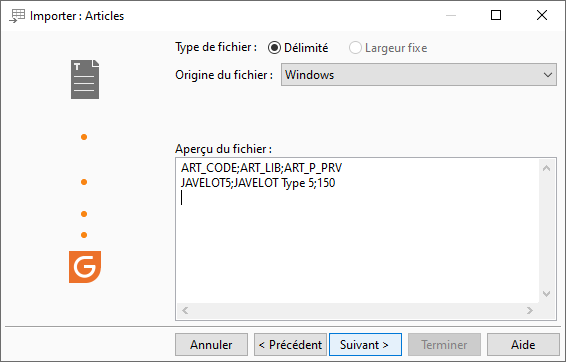 Importer : Articles
Type de fichier : Délimité Largeur fixe
Origine du fichier : Windows
Aperçu du fichier :
ART_CODE;ART_LIB;ART_P_PRV
JAVELOT5;JAVELOT Type 5;150
Annuler < Précédent Suivant > Terminer Aide